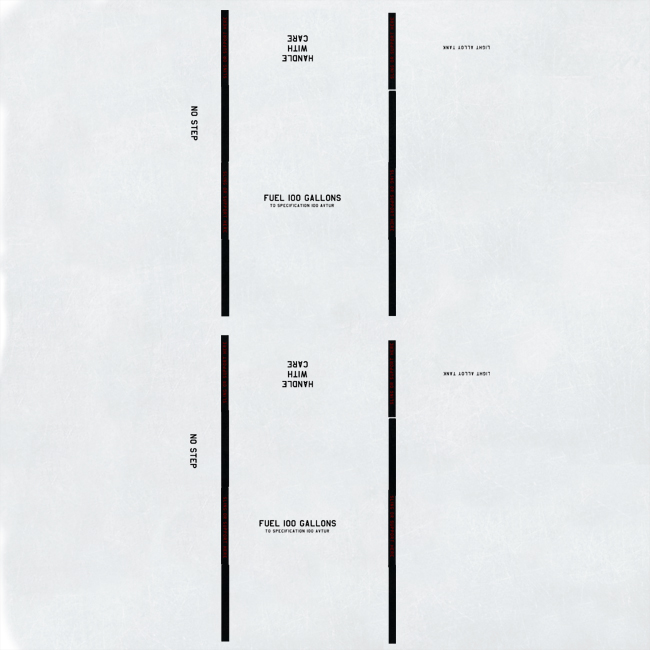 HANDLE
WITH
CARE
LIGHT ALLOY TANK
NO STEP
FUEL 100 GALLONS
TO SPECIFICATION 100 AVTUR
HANDLE
WITH
CARE
LIGHT ALLOY TANK
NO STEP
FUEL 100 GALLONS
TO SPECIFICATION 100 AVTUR